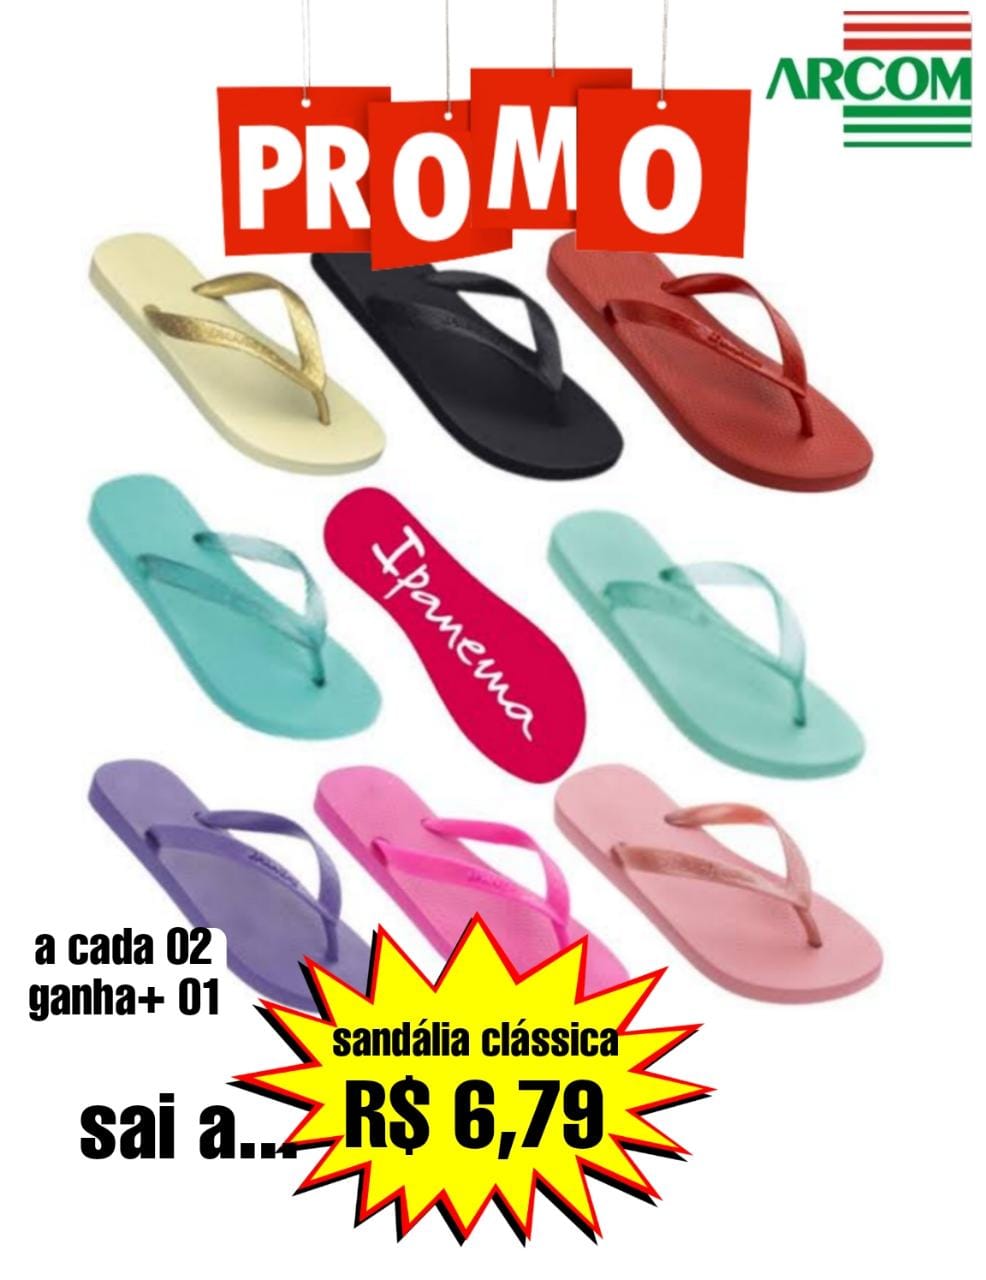 PROMO
ARCOM
Ipanema
a cada 02
ganha+ 01
sandália clássica
sai a...
R$ 6,79